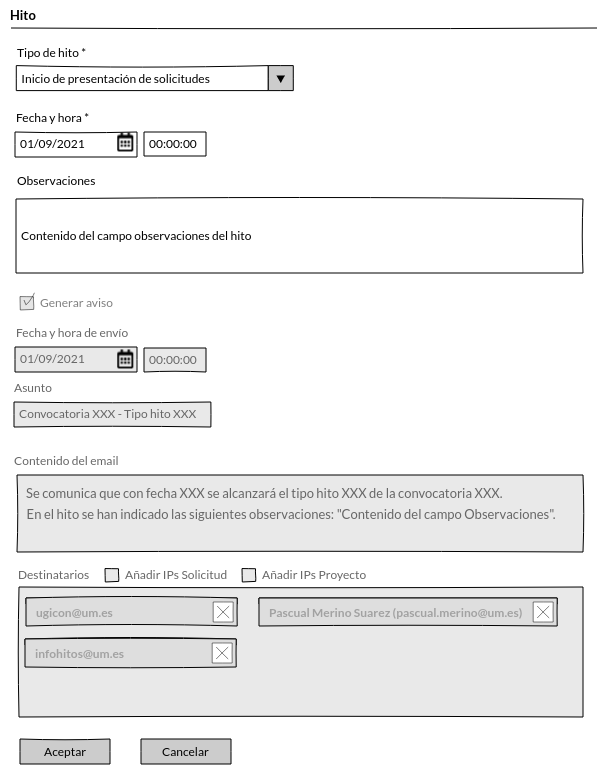 Hito
Tipo de hito *
Inicio de presentación de solicitudes
Fecha y hora *
01/09/2021 00:00:00
Observaciones
Contenido del campo observaciones del hito
Generar aviso
Fecha y hora de envío
01/09/2021 00:00:00
Asunto
Convocatoria XXX - Tipo hito XXX
Contenido del email
Se comunica que con fecha XXX se alcanzará el tipo hito XXX de la convocatoria XXX.
En el hito se han indicado las siguientes observaciones: "Contenido del campo Observaciones".
Destinatarios Añadir IPs Solicitud Añadir IPs Proyecto
ugicon@um.es Pascual Merino Suarez (pascual.merino@um.es)
infohitos@um.es
Aceptar Cancelar